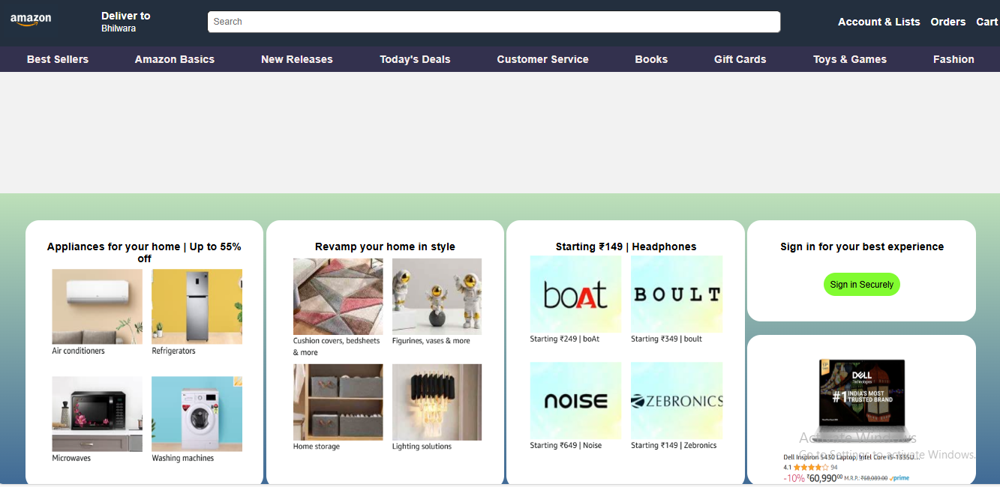 amazon
Deliver to
Bhilwara
Search
Account & Lists
Orders
Cart
Best Sellers
Amazon Basics
New Releases
Today's Deals
Customer Service
Books
Gift Cards
Toys & Games
Fashion
Appliances for your home | Up to 55%
off
Air conditioners
Refrigerators
Microwaves
Washing machines
Revamp your home in style
Cushion covers, bedsheets
& more
Figurines, vases & more
Home storage
Lighting solutions
Starting ₹149 | Headphones
boAt
BOULT
Starting ₹249 | boAt
Starting ₹349 | boult
noise
ZEBRONICS
Starting ₹649 | Noise
Starting ₹149 | Zebronics
Sign in for your best experience
Sign in Securely
DELL
Technologies
#1 INDIA'S MOST
TRUSTED BRAND
Activate Windows
Go to Settings to activate Windows.
Dell Inspiron 5430 Laptop, Intel Core i5-1335U...
4.1
94
-10% ₹60,990⁰⁰ M.R.P.: ₹68,089.00 prime